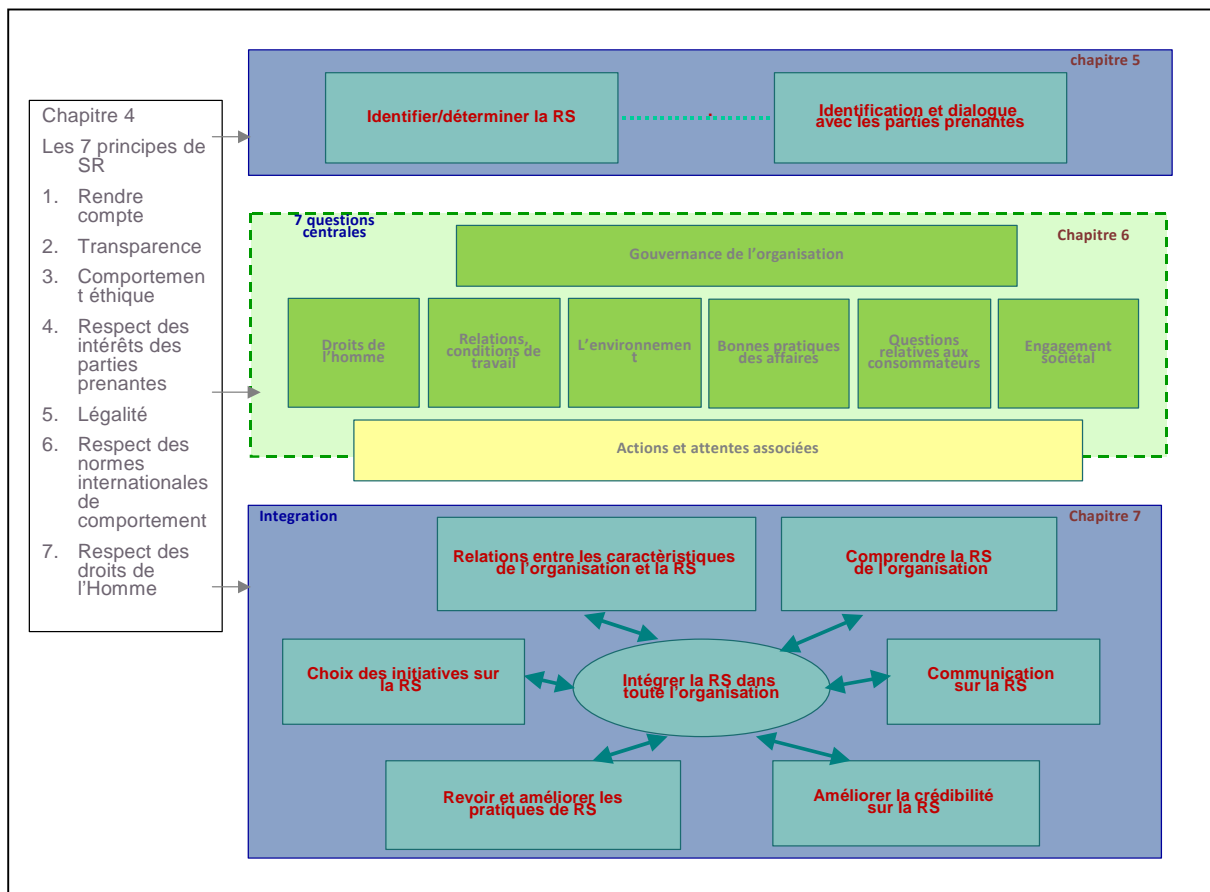 Chapitre 4
Les 7 principes de
SR
1. Rendre
compte
2. Transparence
3. Comportemen
t éthique
4. Respect des
intérêts des
parties
prenantes
5. Légalité
6. Respect des
normes
internationales
de
comportement
7. Respect des
droits de
l'Homme
chapitre 5
Identifier/déterminer la RS
Identification et dialogue
avec les parties prenantes
7 questions
centrales
Chapitre 6
Gouvernance de l'organisation
Droits de
l'homme
Relations,
conditions de
travail
L'environnemen
t
Bonnes pratiques
des affaires
Questions
relatives aux
consommateurs
Engagement
sociétal
Actions et attentes associées
Integration
Chapitre 7
Relations entre les caractèristiques
de l'organisation et la RS
Comprendre la RS
de l'organisation
Choix des initiatives sur
la RS
Intégrer la RS dans
toute l'organisation
Communication
sur la RS
Revoir et améliorer les
pratiques de RS
Améliorer la crédibilité
sur la RS